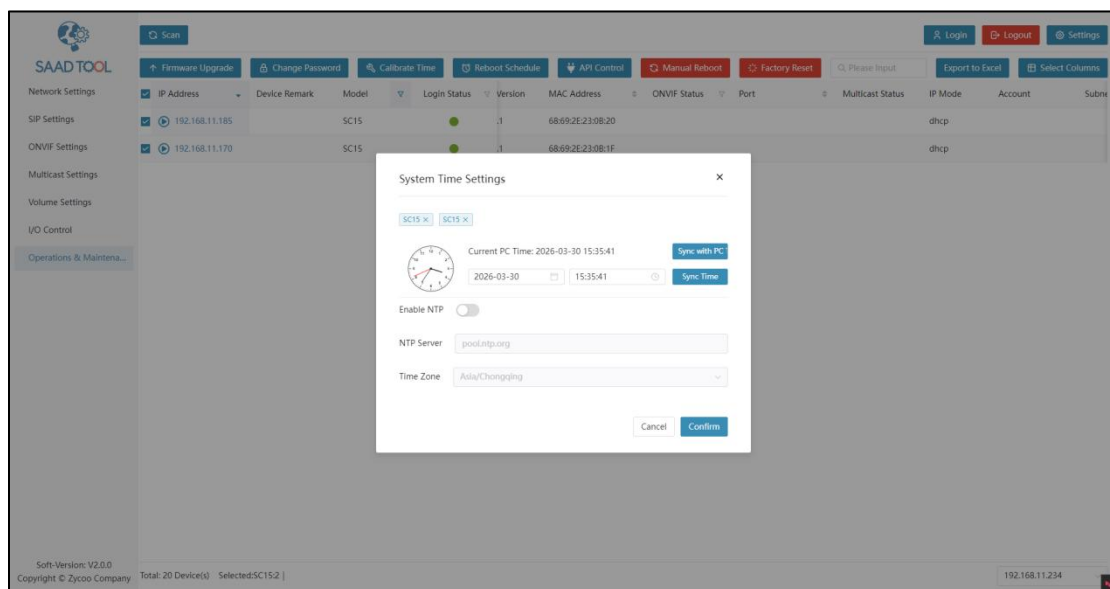 SAAD TOOL
Scan
Login Logout Settings
Firmware Upgrade Change Password Calibrate Time Reboot Schedule API Control Manual Reboot Factory Reset Please input Export to Excel Select Columns
Network Settings
SIP Settings
ONVIF Settings
Multicast Settings
Volume Settings
I/O Control
Operations & Maintena...
IP Address Device Remark Model Login Status Version MAC Address ONVIF Status Port Multicast Status IP Mode Account Subne
192.168.11.185 SC15 .1 68:69:2E:23:0B:20 dhcp
192.168.11.170 SC15 .1 68:69:2E:23:0B:1F dhcp
System Time Settings
SC15 × SC15 ×
Current PC Time: 2026-03-30 15:35:41 Sync with PC
2026-03-30 15:35:41 Sync Time
Enable NTP
NTP Server pool.ntp.org
Time Zone Asia/Chongqing
Cancel Confirm
Soft-Version: V2.0.0
Copyright © Zycoo Company
Total: 20 Device(s) Selected:SC15:2 |
192.168.11.234